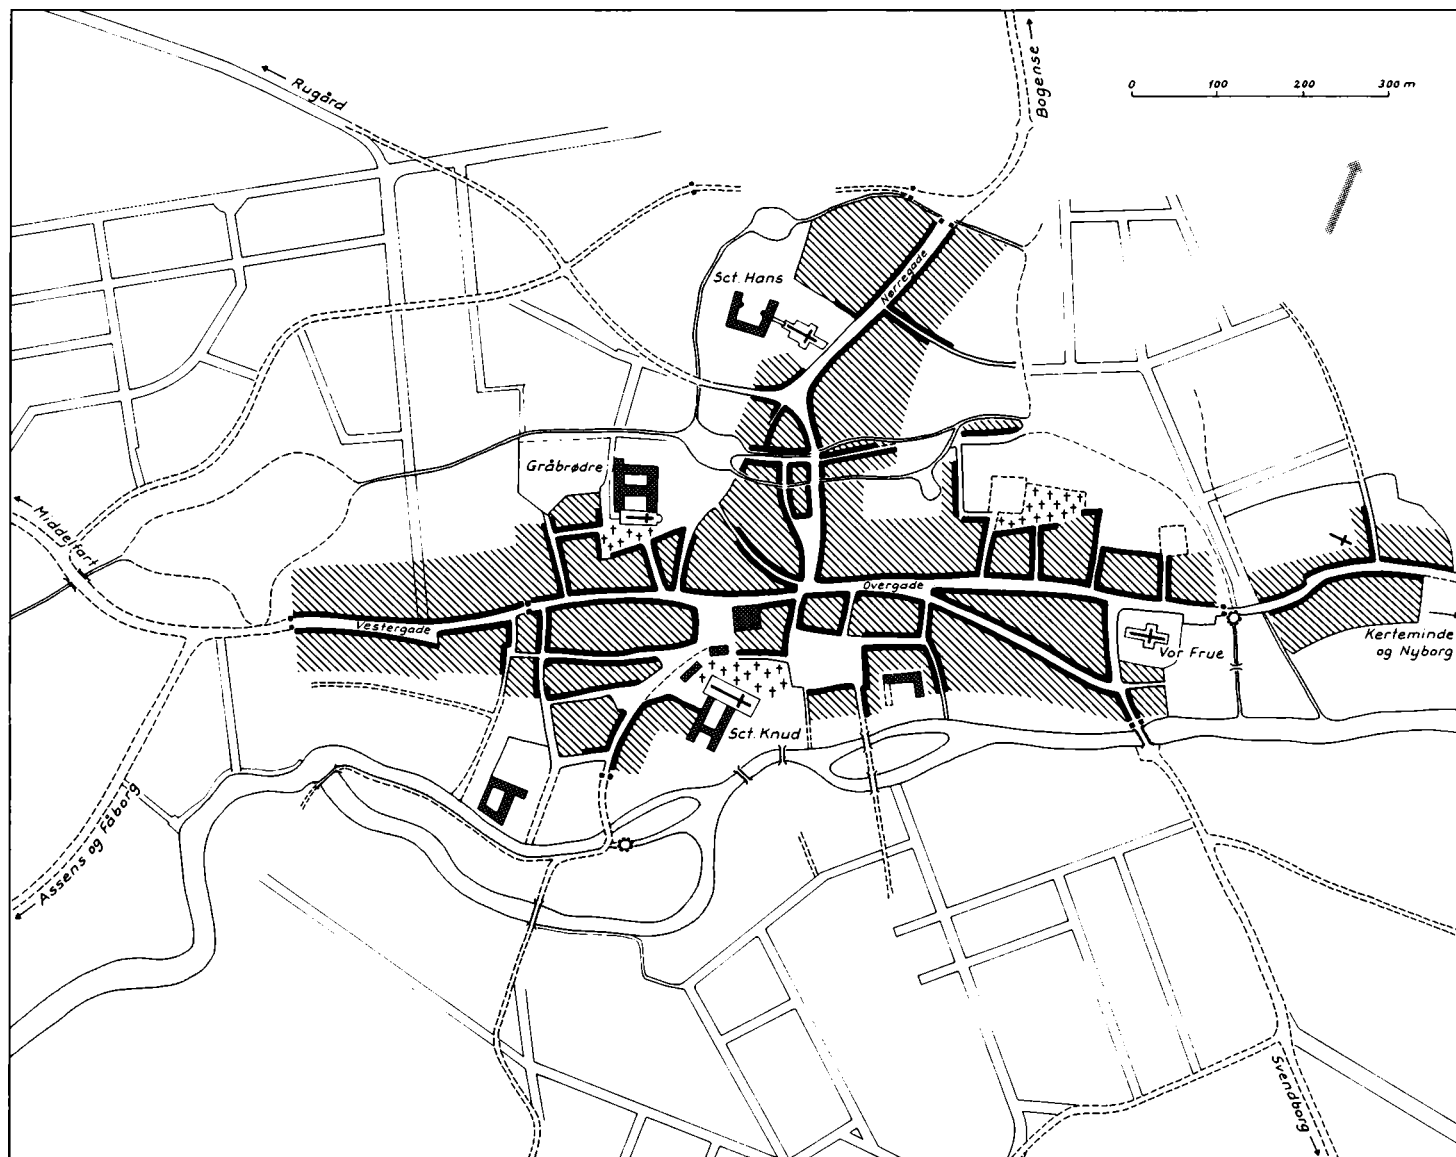 Rugård
Bogense
0 100 200 300 m
Sct. Hans
Nørregade
Gråbrødre
Middelfart
Overgade
Vestergade
Vor Frue
Kerteminde
og Nyborg
Sct. Knud
Assens og Fåborg
Svendborg